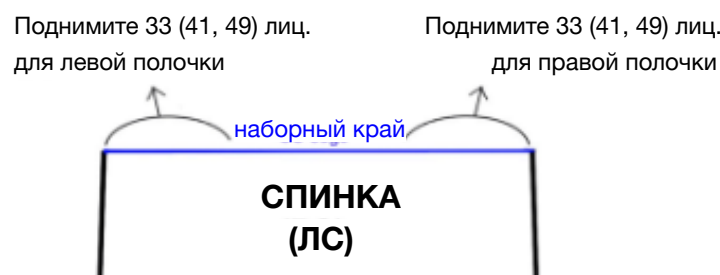 Поднимите 33 (41, 49) лиц.
для левой полочки
Поднимите 33 (41, 49) лиц.
для правой полочки
наборный край
СПИНКА
(ЛС)